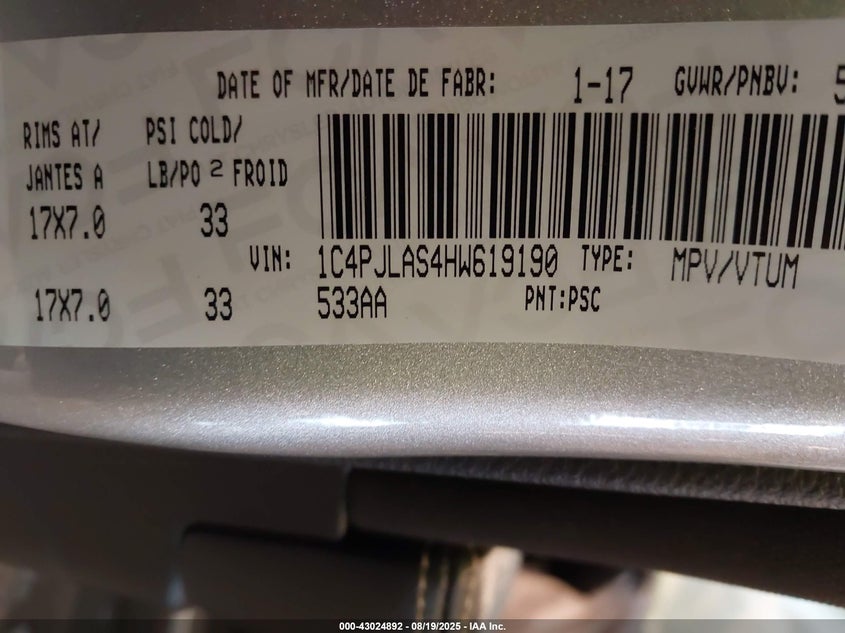 DATE OF MFR/DATE DE FABR: 1-17 GVWR/PNBV: 5
RIMS AT/ PSI COLD/
JANTES A LB/PO 2 FROID
17X7.0 33
VIN: 1C4PJLAS4HW619190 TYPE: MPV/VTUM
17X7.0 33 533AA PNT:PSC
000-43024892 - 08/19/2025 - IAA Inc.